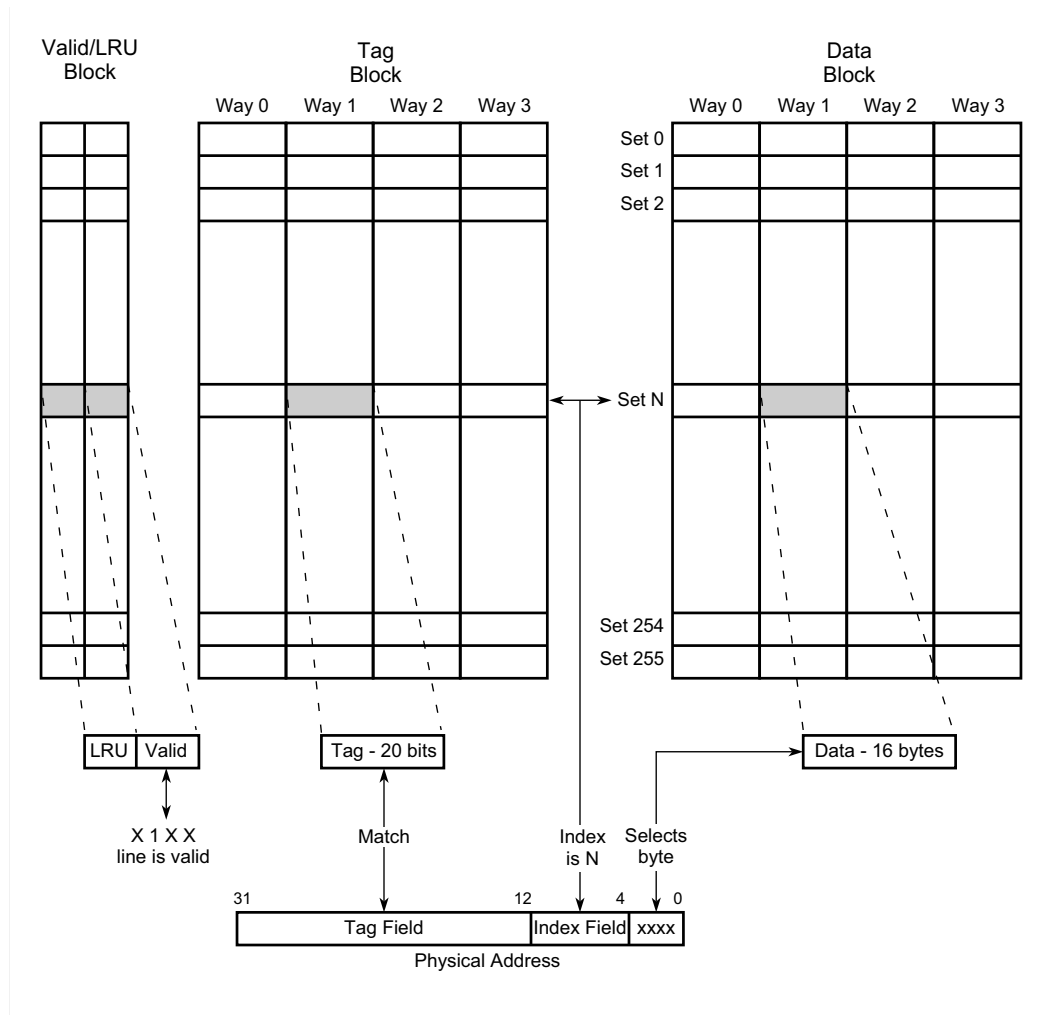 Valid/LRU
Block
Tag
Block
Data
Block
Way 0 Way 1 Way 2 Way 3
Way 0 Way 1 Way 2 Way 3
Set 0
Set 1
Set 2
Set N
Set 254
Set 255
LRU Valid
Tag - 20 bits
Data - 16 bytes
X 1 X X
line is valid
Match
Index
is N
Selects
byte
31 12 4 0
Tag Field Index Field xxxx
Physical Address